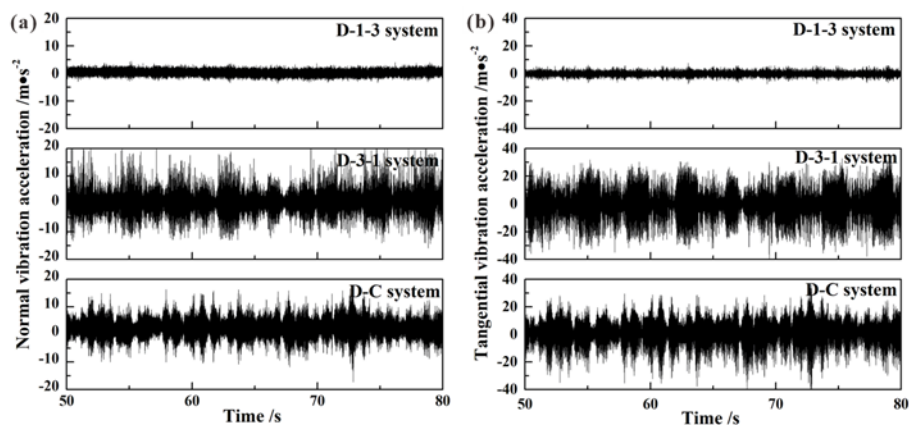 (a)
Normal vibration acceleration /m•s⁻²
D-1-3 system
20
10
0
-10
-20
D-3-1 system
20
10
0
-10
-20
D-C system
20
10
0
-10
-20
50 60 70 80
Time /s
(b)
Tangential vibration acceleration /m•s⁻²
D-1-3 system
40
20
0
-20
-40
D-3-1 system
40
20
0
-20
-40
D-C system
40
20
0
-20
-40
50 60 70 80
Time /s